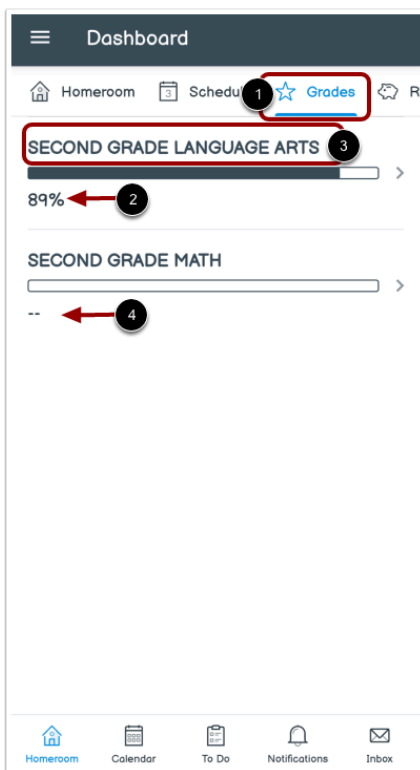 Dashboard
Homeroom 3 Schedul 1 Grades R
SECOND GRADE LANGUAGE ARTS 3
89% 2
SECOND GRADE MATH
-- 4
Homeroom Calendar To Do Notifications Inbox